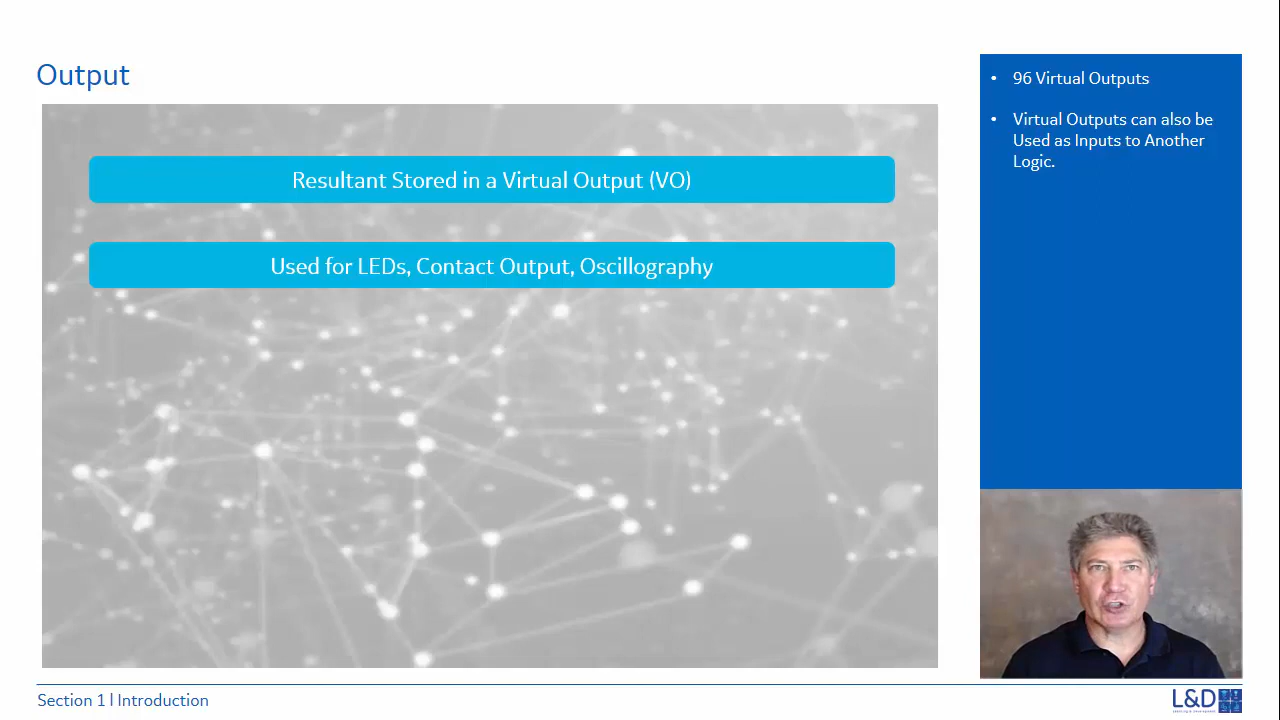 Output
Resultant Stored in a Virtual Output (VO)
Used for LEDs, Contact Output, Oscillography
• 96 Virtual Outputs
• Virtual Outputs can also be
Used as Inputs to Another
Logic.
Section 1 | Introduction
L&D